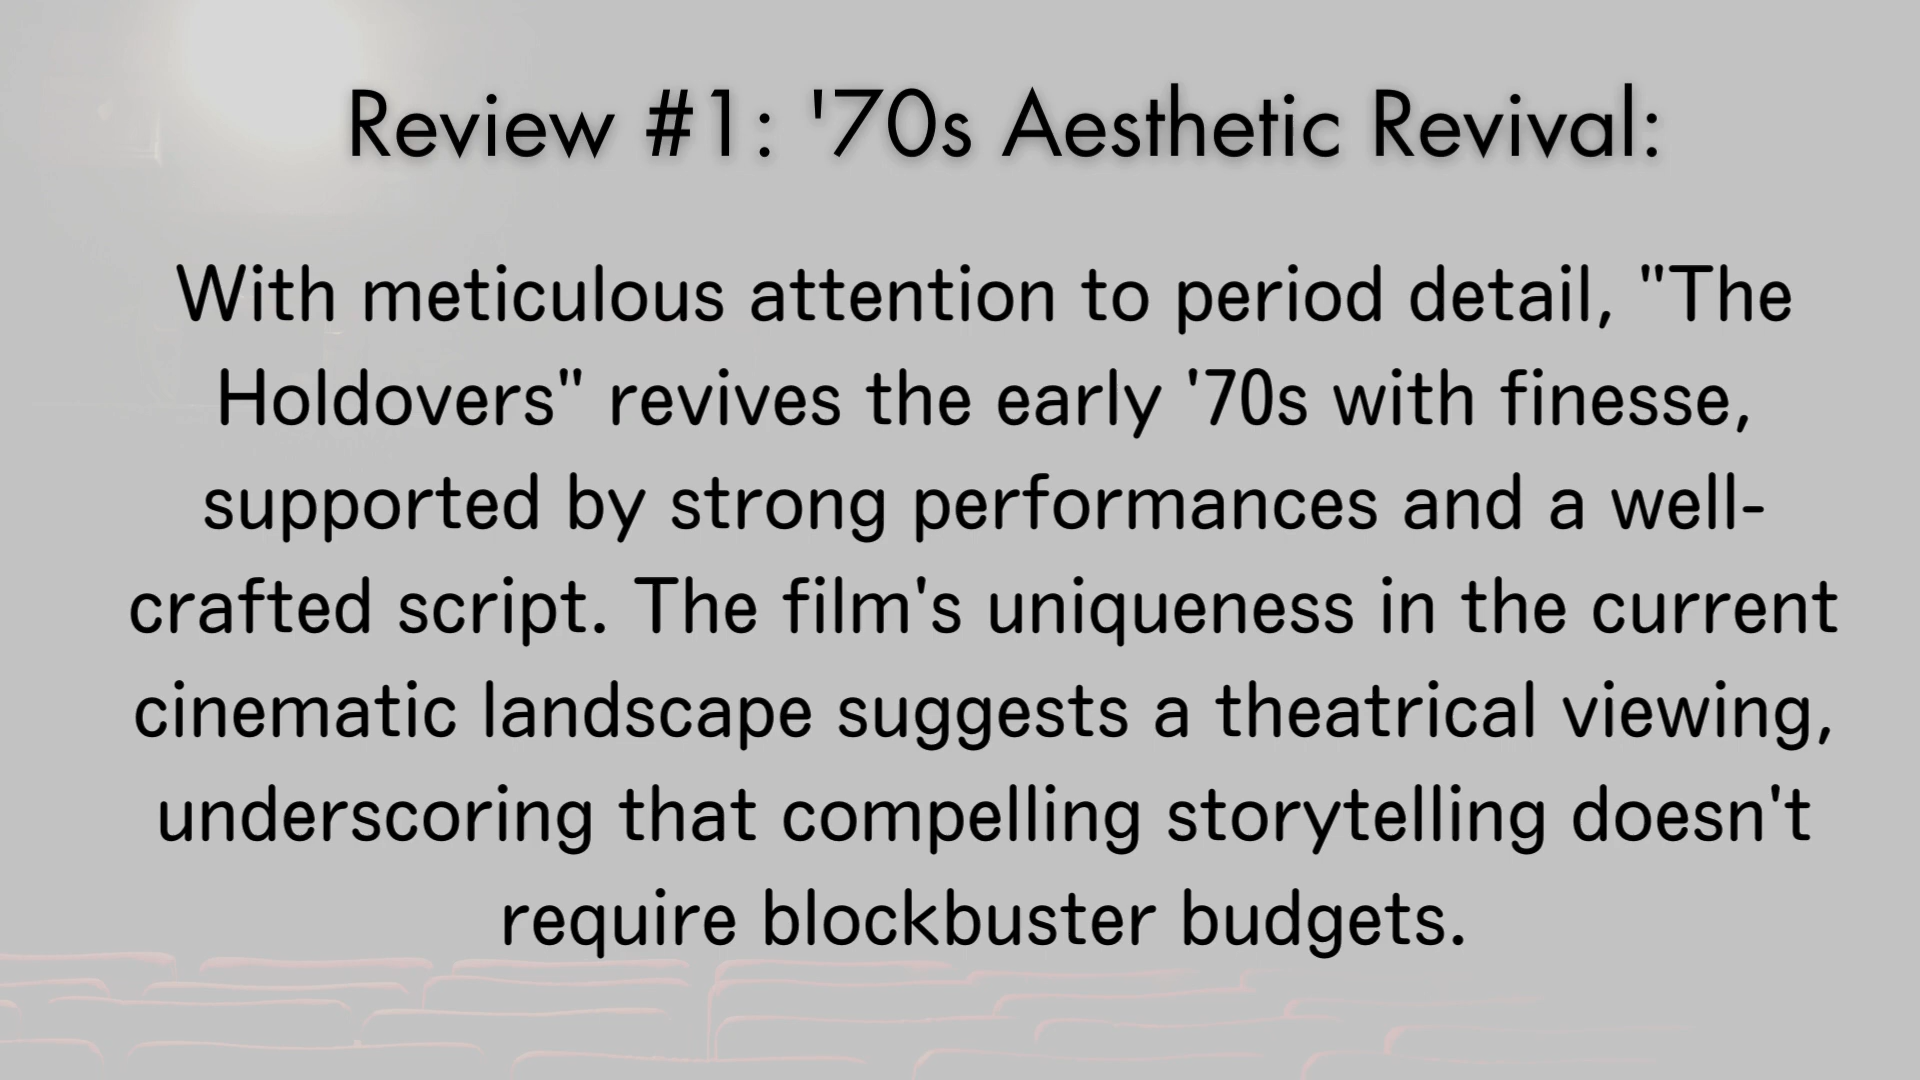 Review #1: '70s Aesthetic Revival:
With meticulous attention to period detail, "The
Holdovers" revives the early '70s with finesse,
supported by strong performances and a well-
crafted script. The film's uniqueness in the current
cinematic landscape suggests a theatrical viewing,
underscoring that compelling storytelling doesn't
require blockbuster budgets.